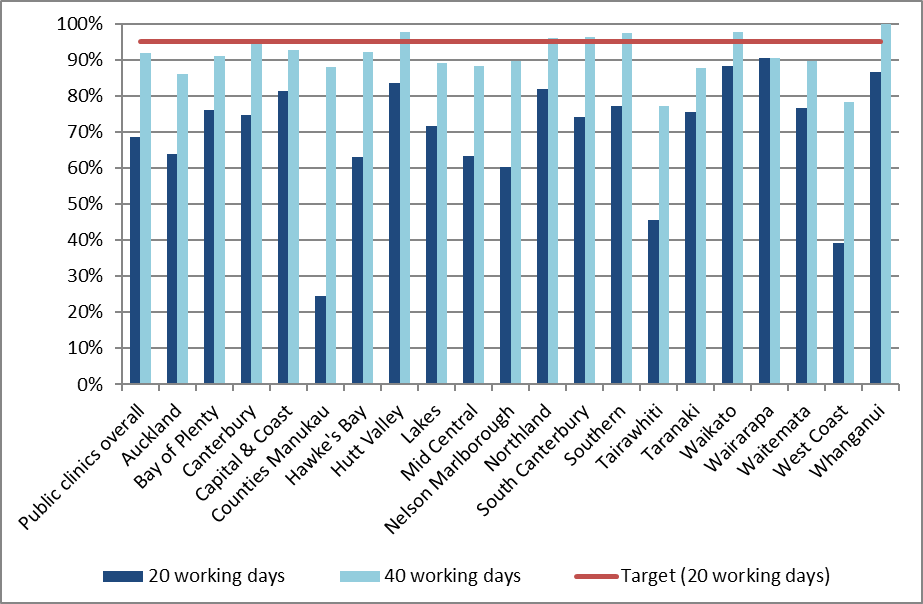 100%
90%
80%
70%
60%
50%
40%
30%
20%
10%
0%
Public clinics overall
Auckland
Bay of Plenty
Canterbury
Capital & Coast
Counties Manukau
Hawke's Bay
Hutt Valley
Lakes
Mid Central
Nelson Marlborough
Northland
South Canterbury
Southern
Tairawhiti
Taranaki
Waikato
Wairarapa
Waitemata
West Coast
Whanganui
20 working days
40 working days
Target (20 working days)